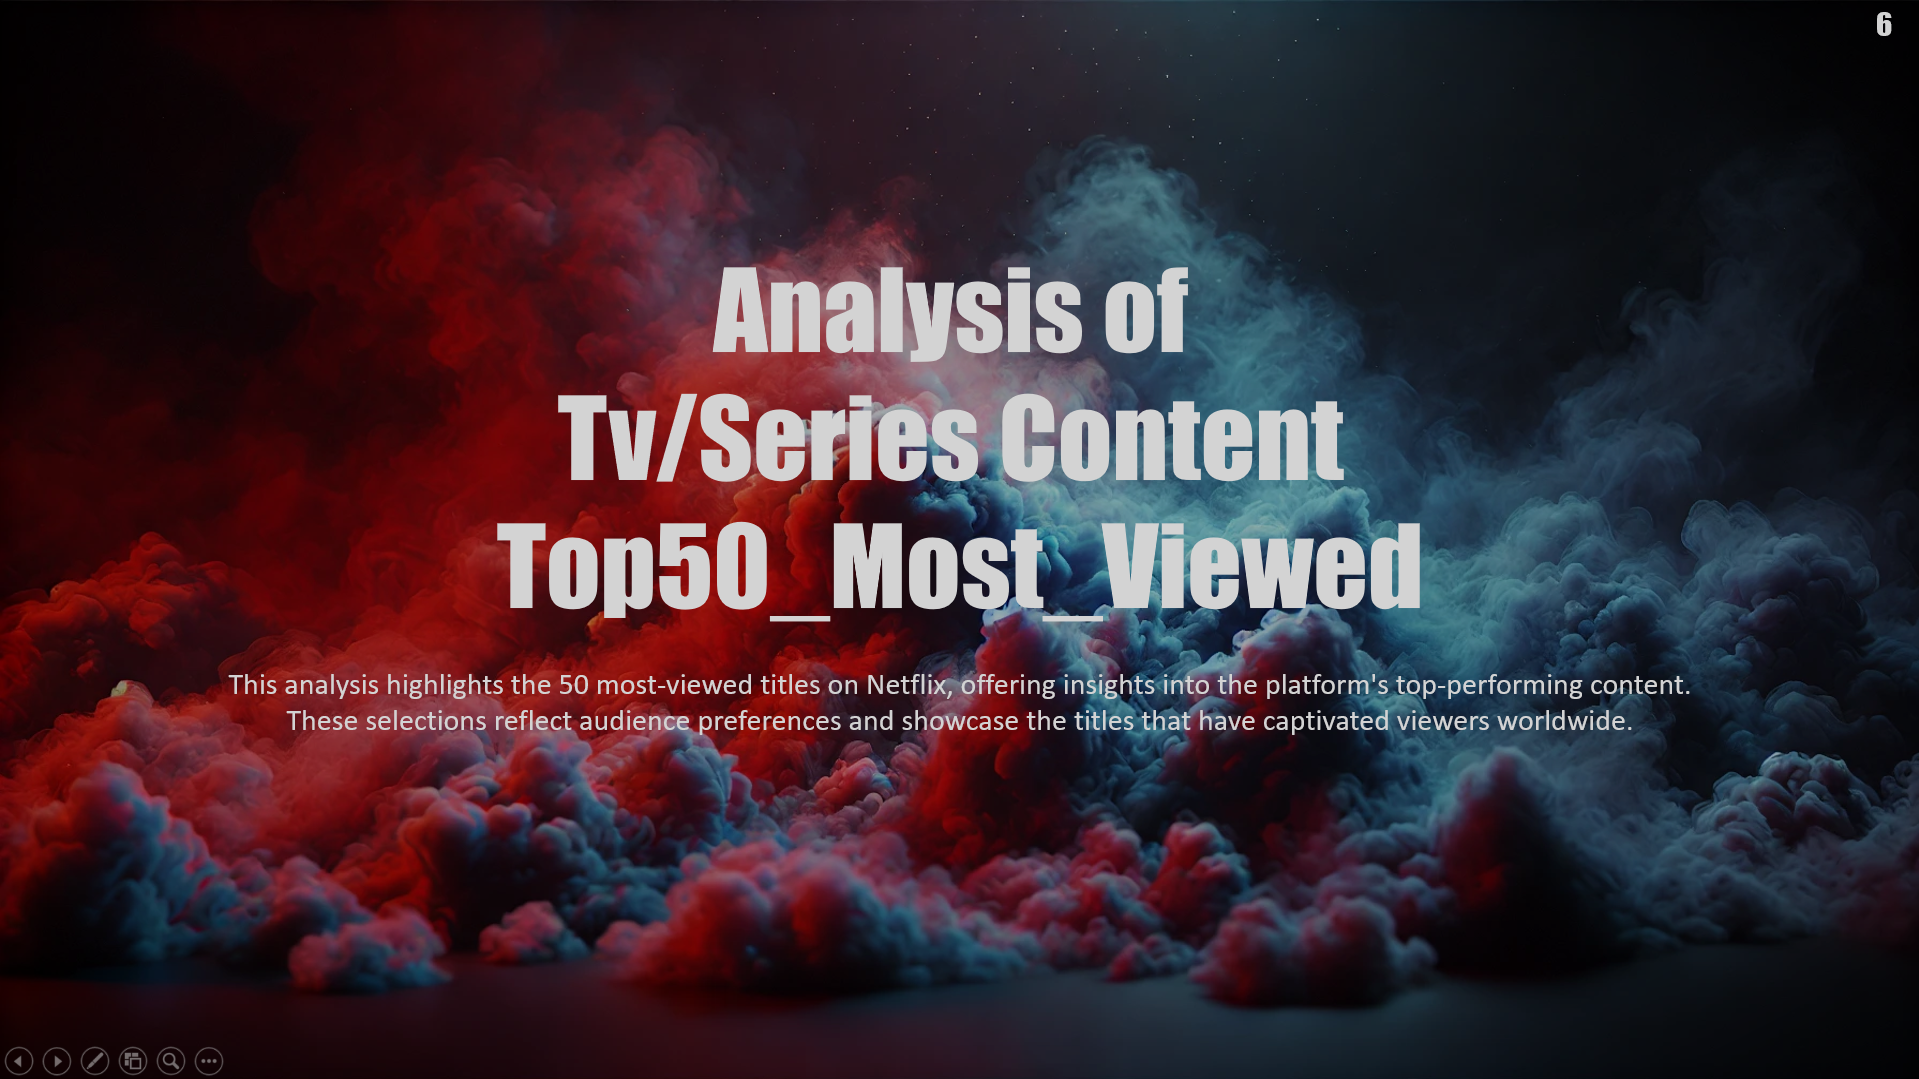 6
Analysis of
Tv/Series Content
Top50_Most_Viewed
This analysis highlights the 50 most-viewed titles on Netflix, offering insights into the platform's top-performing content.
These selections reflect audience preferences and showcase the titles that have captivated viewers worldwide.